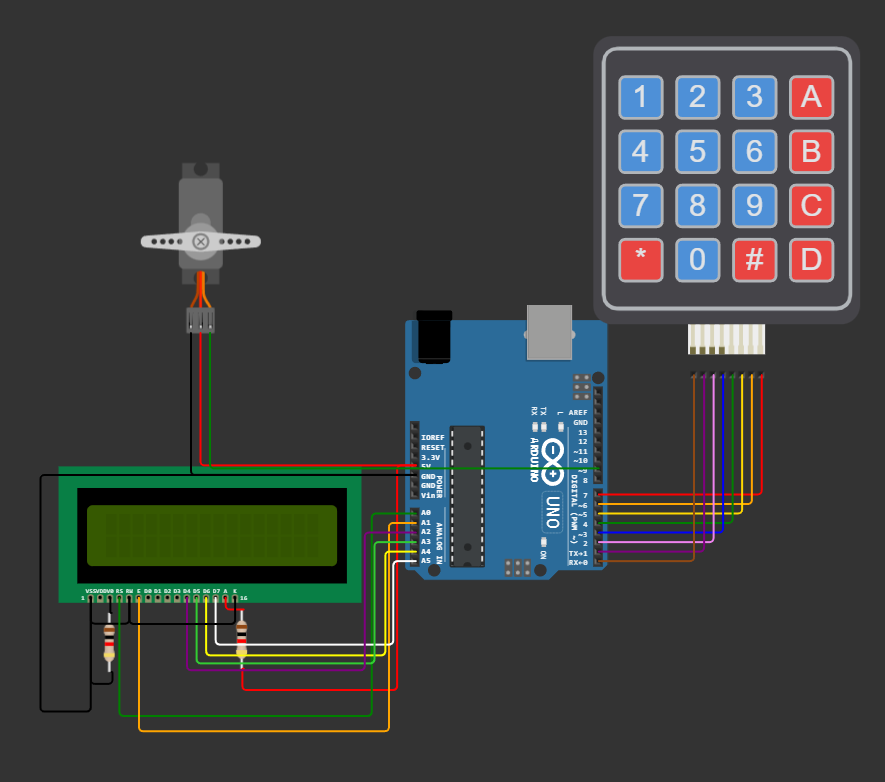 1 2 3 A
4 5 6 B
7 8 9 C
* 0 # D
RX TX L
AREF
GND
13
12
~11
~10
~9
8
7
~6
~5
4
~3
2
TX→1
RX←0
DIGITAL (PWM ~)
ARDUINO
UNO
ON
IOREF
RESET
3.3V
5V
GND
GND
Vin
POWER
A0
A1
A2
A3
A4
A5
ANALOG IN
1 VSS VDD V0 RS RW E D0 D1 D2 D3 D4 D5 D6 D7 A K 16